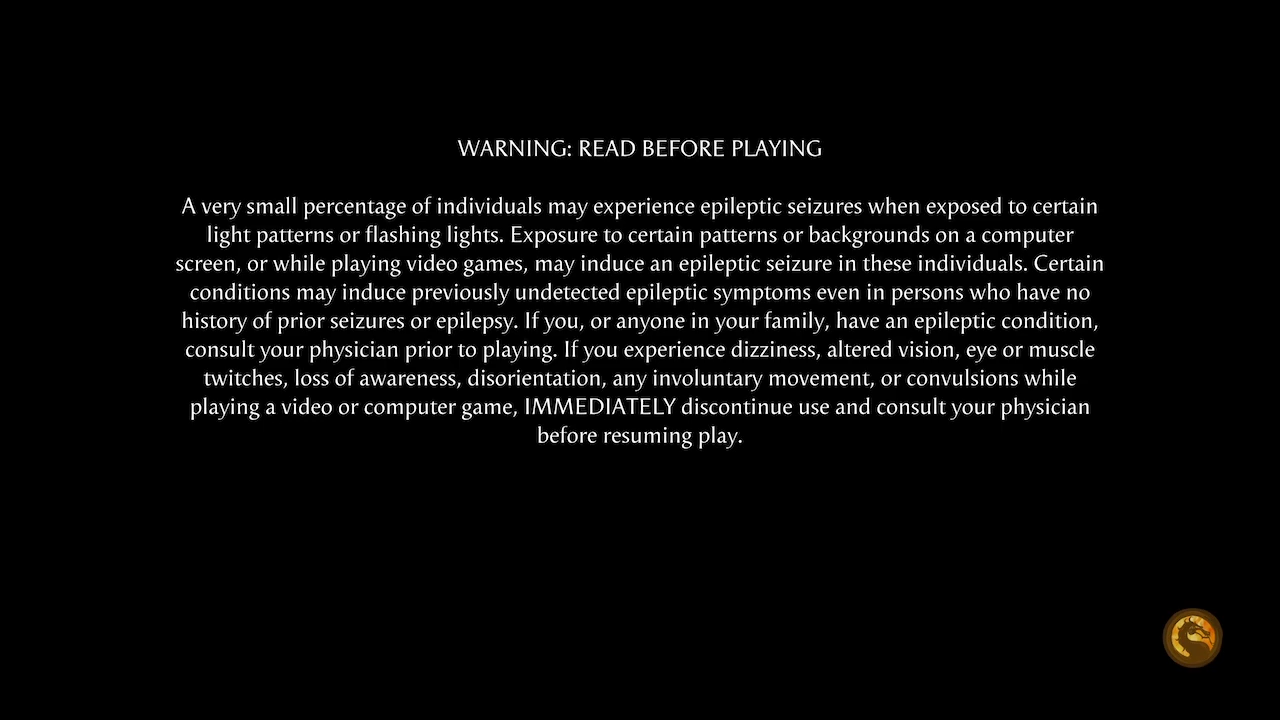 WARNING: READ BEFORE PLAYING
A very small percentage of individuals may experience epileptic seizures when exposed to certain
light patterns or flashing lights. Exposure to certain patterns or backgrounds on a computer
screen, or while playing video games, may induce an epileptic seizure in these individuals. Certain
conditions may induce previously undetected epileptic symptoms even in persons who have no
history of prior seizures or epilepsy. If you, or anyone in your family, have an epileptic condition,
consult your physician prior to playing. If you experience dizziness, altered vision, eye or muscle
twitches, loss of awareness, disorientation, any involuntary movement, or convulsions while
playing a video or computer game, IMMEDIATELY discontinue use and consult your physician
before resuming play.